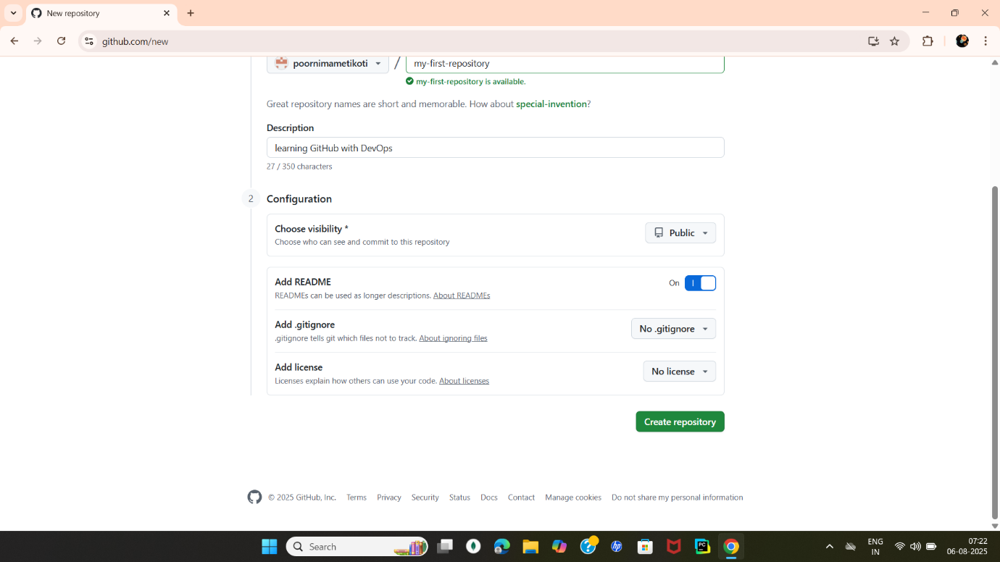 New repository
github.com/new
poornimametikoti / my-first-repository
my-first-repository is available.
Great repository names are short and memorable. How about special-invention?
Description
learning GitHub with DevOps
27 / 350 characters
2 Configuration
Choose visibility *
Choose who can see and commit to this repository
Public
Add README
READMEs can be used as longer descriptions. About READMEs
On
Add .gitignore
.gitignore tells git which files not to track. About ignoring files
No .gitignore
Add license
Licenses explain how others can use your code. About licenses
No license
Create repository
© 2025 GitHub, Inc. Terms Privacy Security Status Docs Contact Manage cookies Do not share my personal information
Search
hp
PC
ENG
IN
07:22
06-08-2025